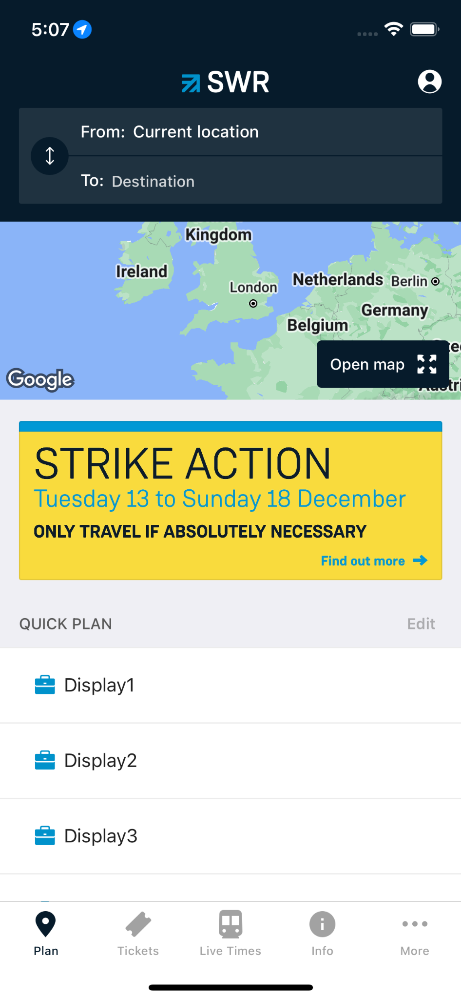 5:07
SWR
From: Current location
To: Destination
Kingdom
Ireland
London
Netherlands
Berlin
Germany
Belgium
Open map
Google
STRIKE ACTION
Tuesday 13 to Sunday 18 December
ONLY TRAVEL IF ABSOLUTELY NECESSARY
Find out more
QUICK PLAN
Edit
Display1
Display2
Display3
Plan
Tickets
Live Times
Info
More